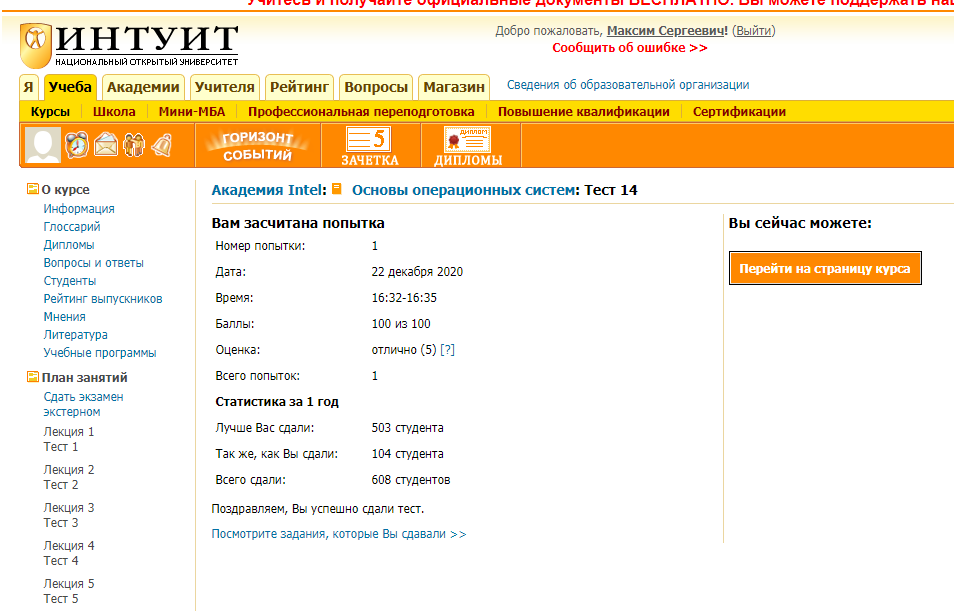 Учитесь и получайте официальные документы БЕСПЛАТНО. Вы можете поддержать наш
ИНТУИТ
НАЦИОНАЛЬНЫЙ ОТКРЫТЫЙ УНИВЕРСИТЕТ
Добро пожаловать, Максим Сергеевич! (Выйти)
Сообщить об ошибке >>
Я Учеба Академии Учителя Рейтинг Вопросы Магазин Сведения об образовательной организации
Курсы Школа Мини-МБА Профессиональная переподготовка Повышение квалификации Сертификации
ГОРИЗОНТ
СОБЫТИЙ
5
ЗАЧЕТКА
ДИПЛОМ
ДИПЛОМЫ
О курсе
Информация
Глоссарий
Дипломы
Вопросы и ответы
Студенты
Рейтинг выпускников
Мнения
Литература
Учебные программы
План занятий
Сдать экзамен
экстерном
Лекция 1
Тест 1
Лекция 2
Тест 2
Лекция 3
Тест 3
Лекция 4
Тест 4
Лекция 5
Тест 5
Академия Intel: Основы операционных систем: Тест 14
Вам засчитана попытка
Номер попытки: 1
Дата: 22 декабря 2020
Время: 16:32-16:35
Баллы: 100 из 100
Оценка: отлично (5) [?]
Всего попыток: 1
Статистика за 1 год
Лучше Вас сдали: 503 студента
Так же, как Вы сдали: 104 студента
Всего сдали: 608 студентов
Поздравляем, Вы успешно сдали тест.
Посмотрите задания, которые Вы сдавали >>
Вы сейчас можете:
Перейти на страницу курса